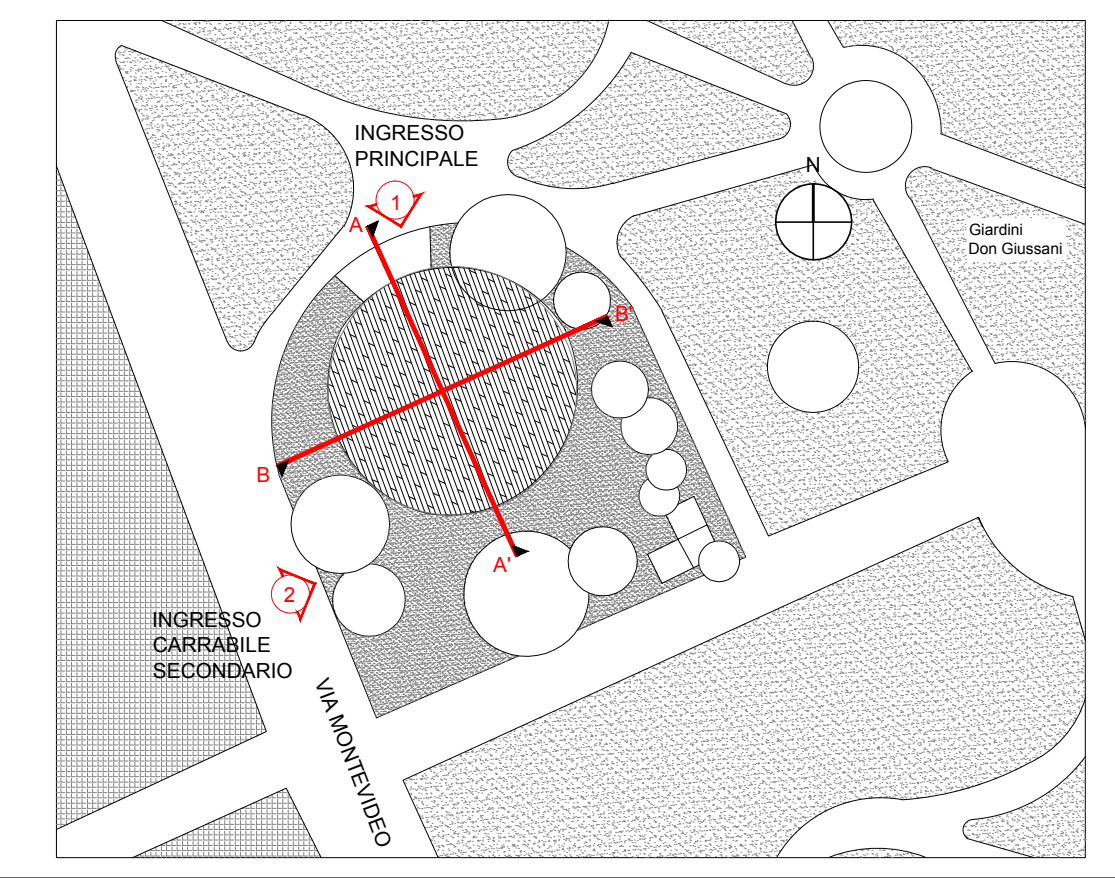 INGRESSO
PRINCIPALE
N
1
A
Giardini
Don Giussani
B'
B
A'
2
INGRESSO
CARRABILE
SECONDARIO
VIA MONTEVIDEO